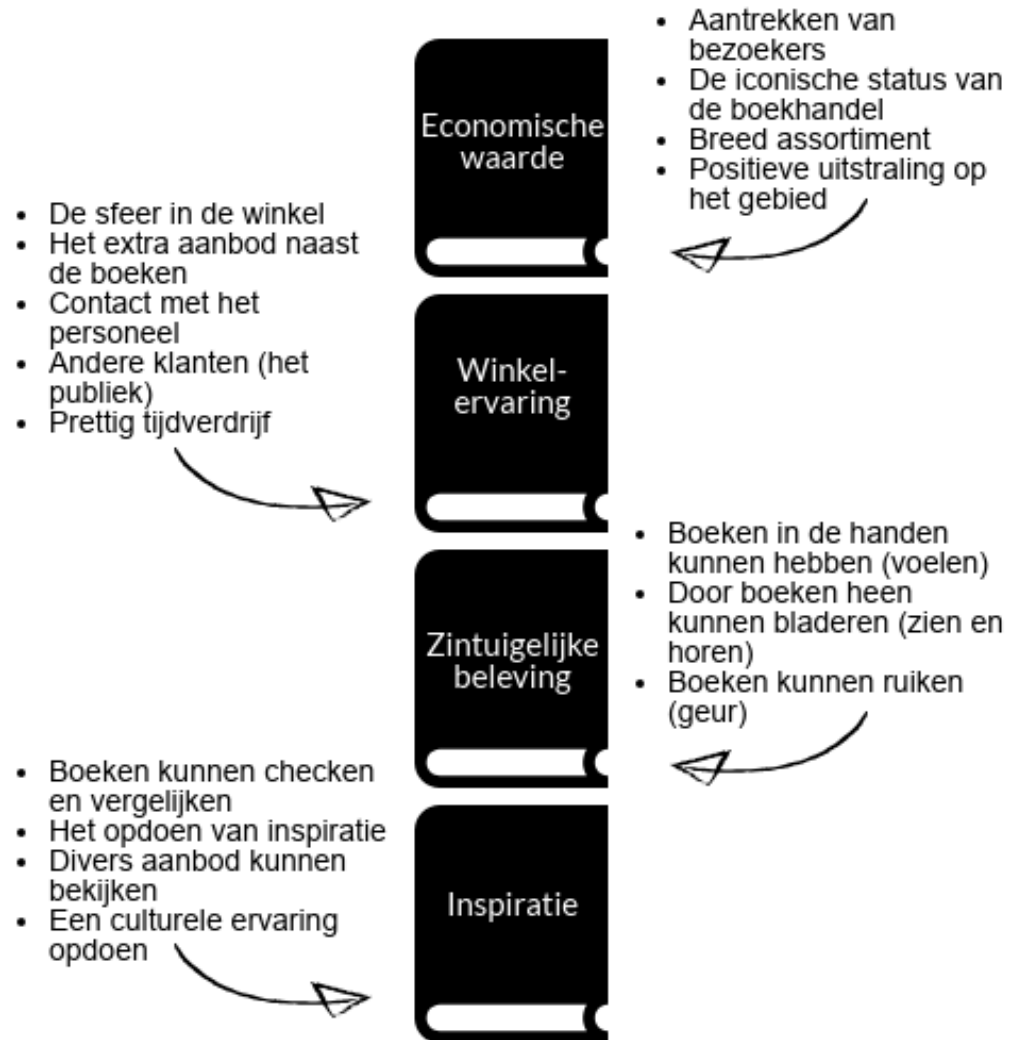 • Aantrekken van
bezoekers
• De iconische status van
de boekhandel
• Breed assortiment
• Positieve uitstraling op
het gebied
Economische
waarde
• De sfeer in de winkel
• Het extra aanbod naast
de boeken
• Contact met het
personeel
• Andere klanten (het
publiek)
• Prettig tijdverdrijf
Winkel-
ervaring
• Boeken in de handen
kunnen hebben (voelen)
• Door boeken heen
kunnen bladeren (zien en
horen)
• Boeken kunnen ruiken
(geur)
Zintuigelijke
beleving
• Boeken kunnen checken
en vergelijken
• Het opdoen van inspiratie
• Divers aanbod kunnen
bekijken
• Een culturele ervaring
opdoen
Inspiratie